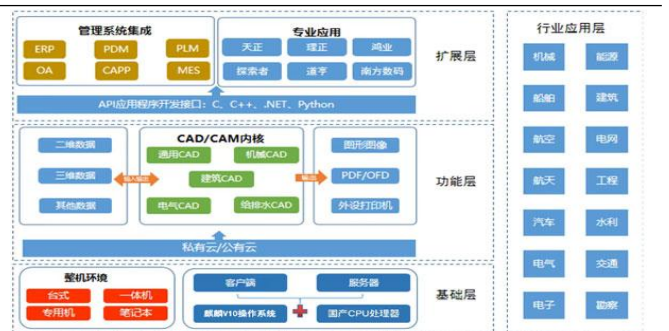 管理系统集成
ERP
PDM
PLM
OA
CAPP
MES
专业应用
天正
理正
鸿业
探索者
道亨
南方数码
API应用程序开发接口：C、C++、.NET、Python
扩展层
二维数据
三维数据
其他数据
输入输出
CAD/CAM内核
通用CAD
机械CAD
建筑CAD
电气CAD
给排水CAD
输出
图形图像
PDF/OFD
外设打印机
私有云/公有云
功能层
整机环境
台式
一体机
专用机
笔记本
客户端
服务器
麒麟V10操作系统
国产CPU处理器
基础层
行业应用层
机械
能源
船舶
建筑
航空
电网
航天
工程
汽车
水利
电气
交通
电子
勘察